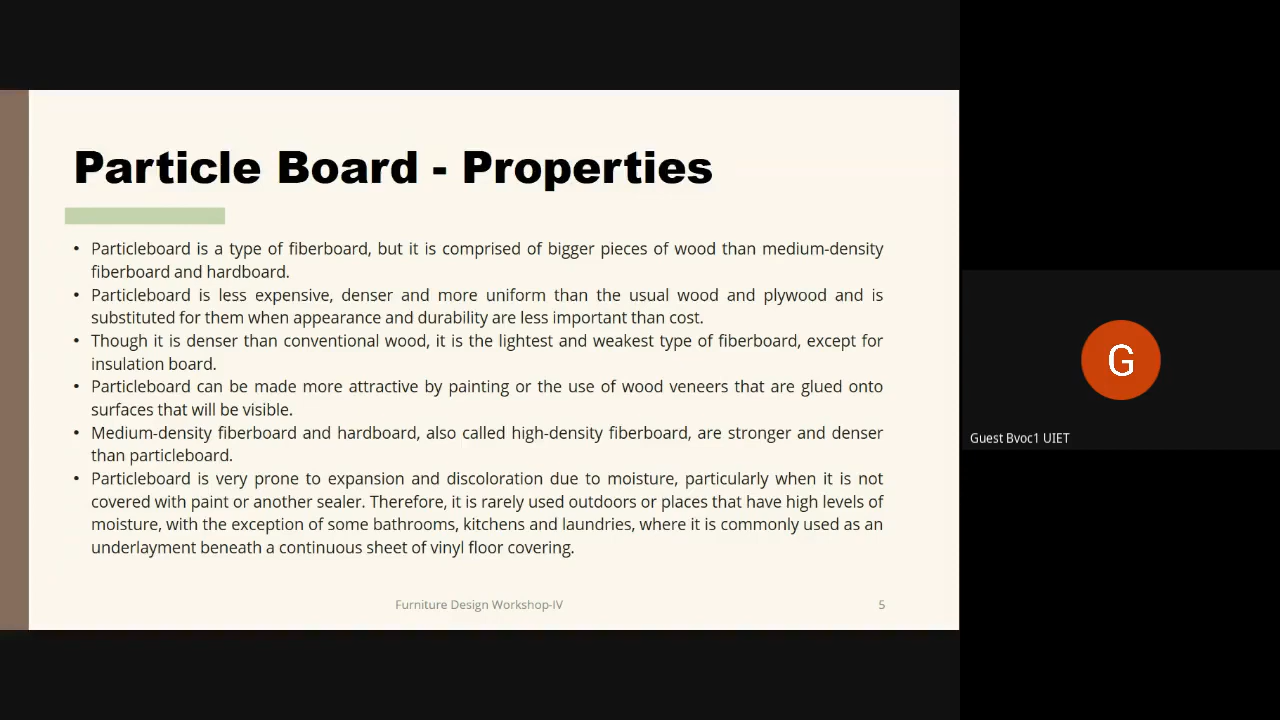 Particle Board - Properties
• Particleboard is a type of fiberboard, but it is comprised of bigger pieces of wood than medium-density
fiberboard and hardboard.
• Particleboard is less expensive, denser and more uniform than the usual wood and plywood and is
substituted for them when appearance and durability are less important than cost.
• Though it is denser than conventional wood, it is the lightest and weakest type of fiberboard, except for
insulation board.
• Particleboard can be made more attractive by painting or the use of wood veneers that are glued onto
surfaces that will be visible.
• Medium-density fiberboard and hardboard, also called high-density fiberboard, are stronger and denser
than particleboard.
• Particleboard is very prone to expansion and discoloration due to moisture, particularly when it is not
covered with paint or another sealer. Therefore, it is rarely used outdoors or places that have high levels of
moisture, with the exception of some bathrooms, kitchens and laundries, where it is commonly used as an
underlayment beneath a continuous sheet of vinyl floor covering.
Furniture Design Workshop-IV
5
G
Guest Bvoc1 UIET